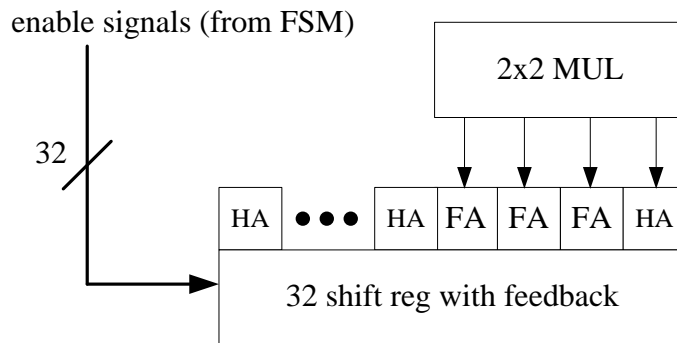 enable signals (from FSM)
2x2 MUL
32
HA ●●● HA FA FA FA HA
32 shift reg with feedback